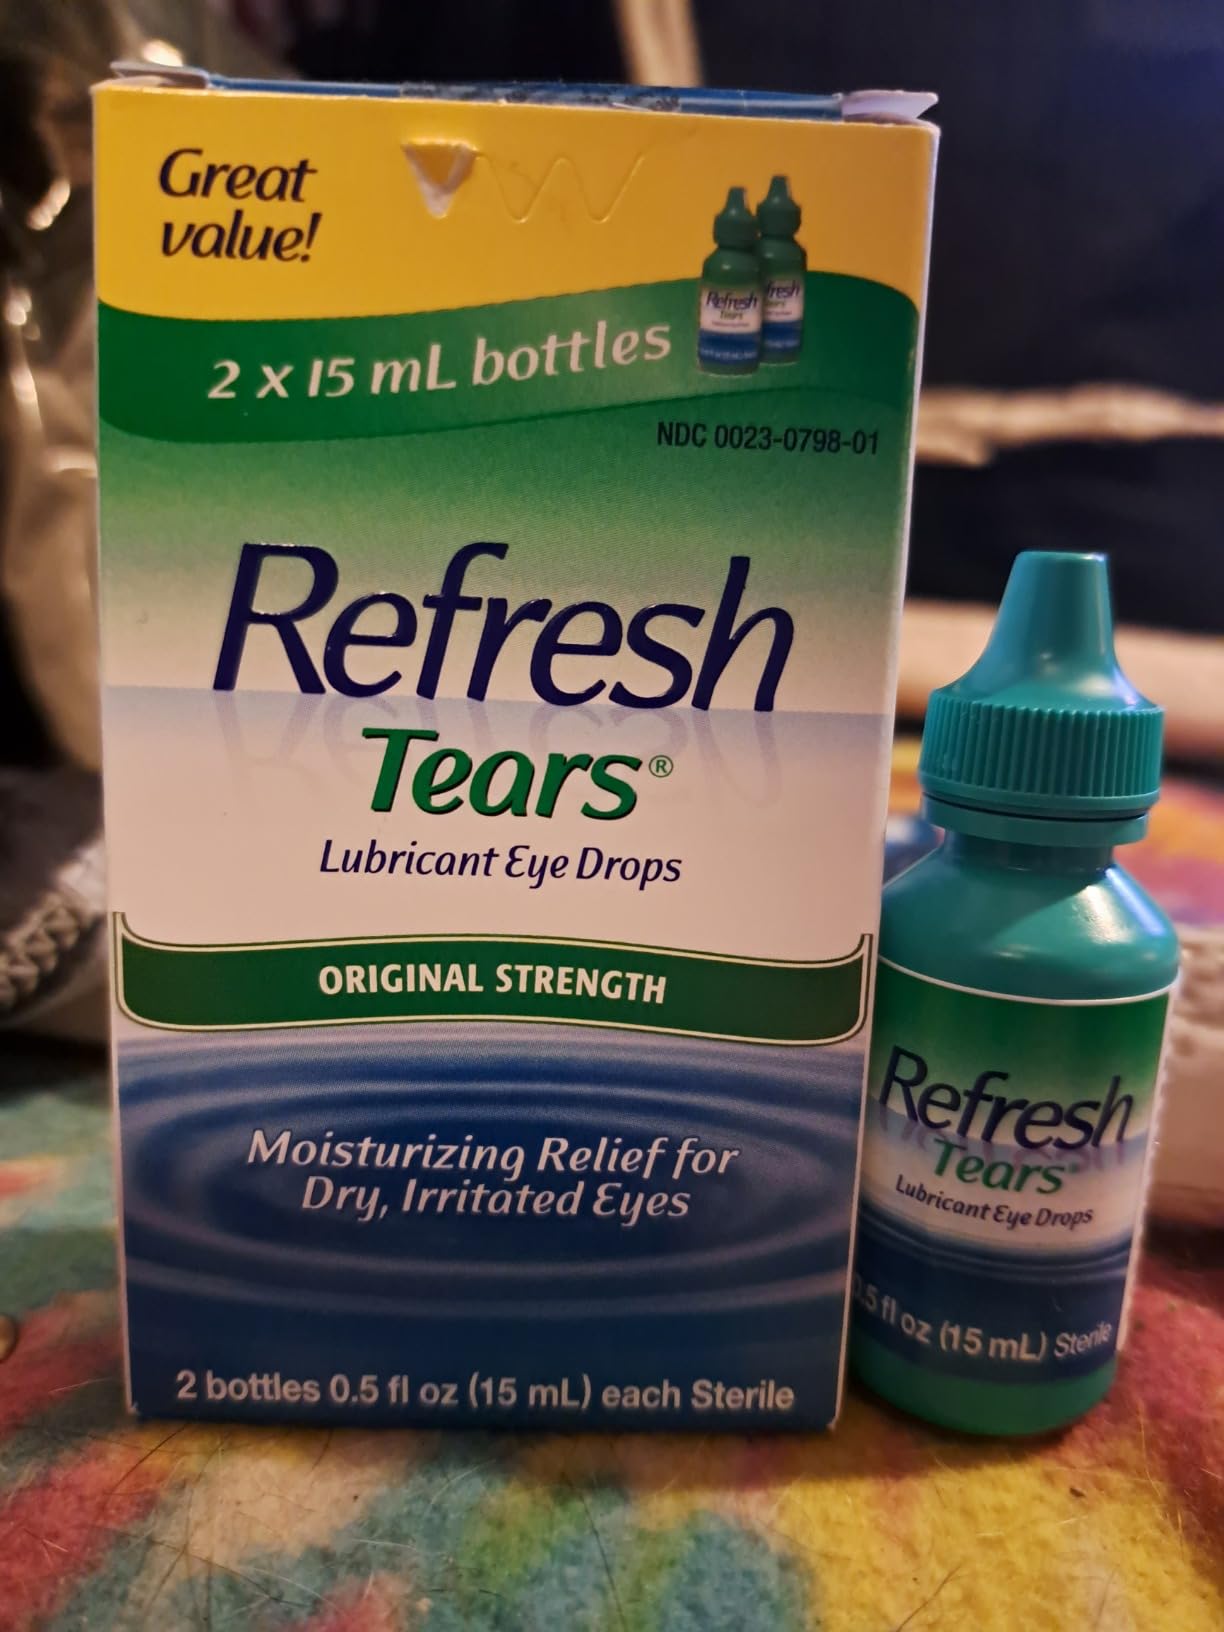 Great
value!
2 x 15 mL bottles
Refresh
Tears
fresh
NDC 0023-0798-01
Refresh
Tears®
Lubricant Eye Drops
ORIGINAL STRENGTH
Moisturizing Relief for
Dry, Irritated Eyes
2 bottles 0.5 fl oz (15 mL) each Sterile
Refresh
Tears®
Lubricant Eye Drops
0.5 fl oz (15 mL) Sterile